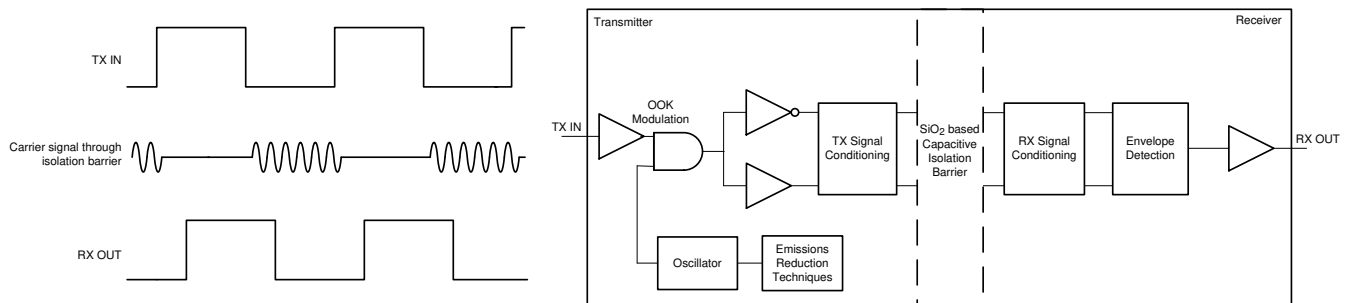 TX IN
Carrier signal through
isolation barrier
RX OUT
Transmitter
Receiver
TX IN
OOK
Modulation
TX Signal
Conditioning
SiO2 based
Capacitive
Isolation
Barrier
RX Signal
Conditioning
Envelope
Detection
RX OUT
Oscillator
Emissions
Reduction
Techniques